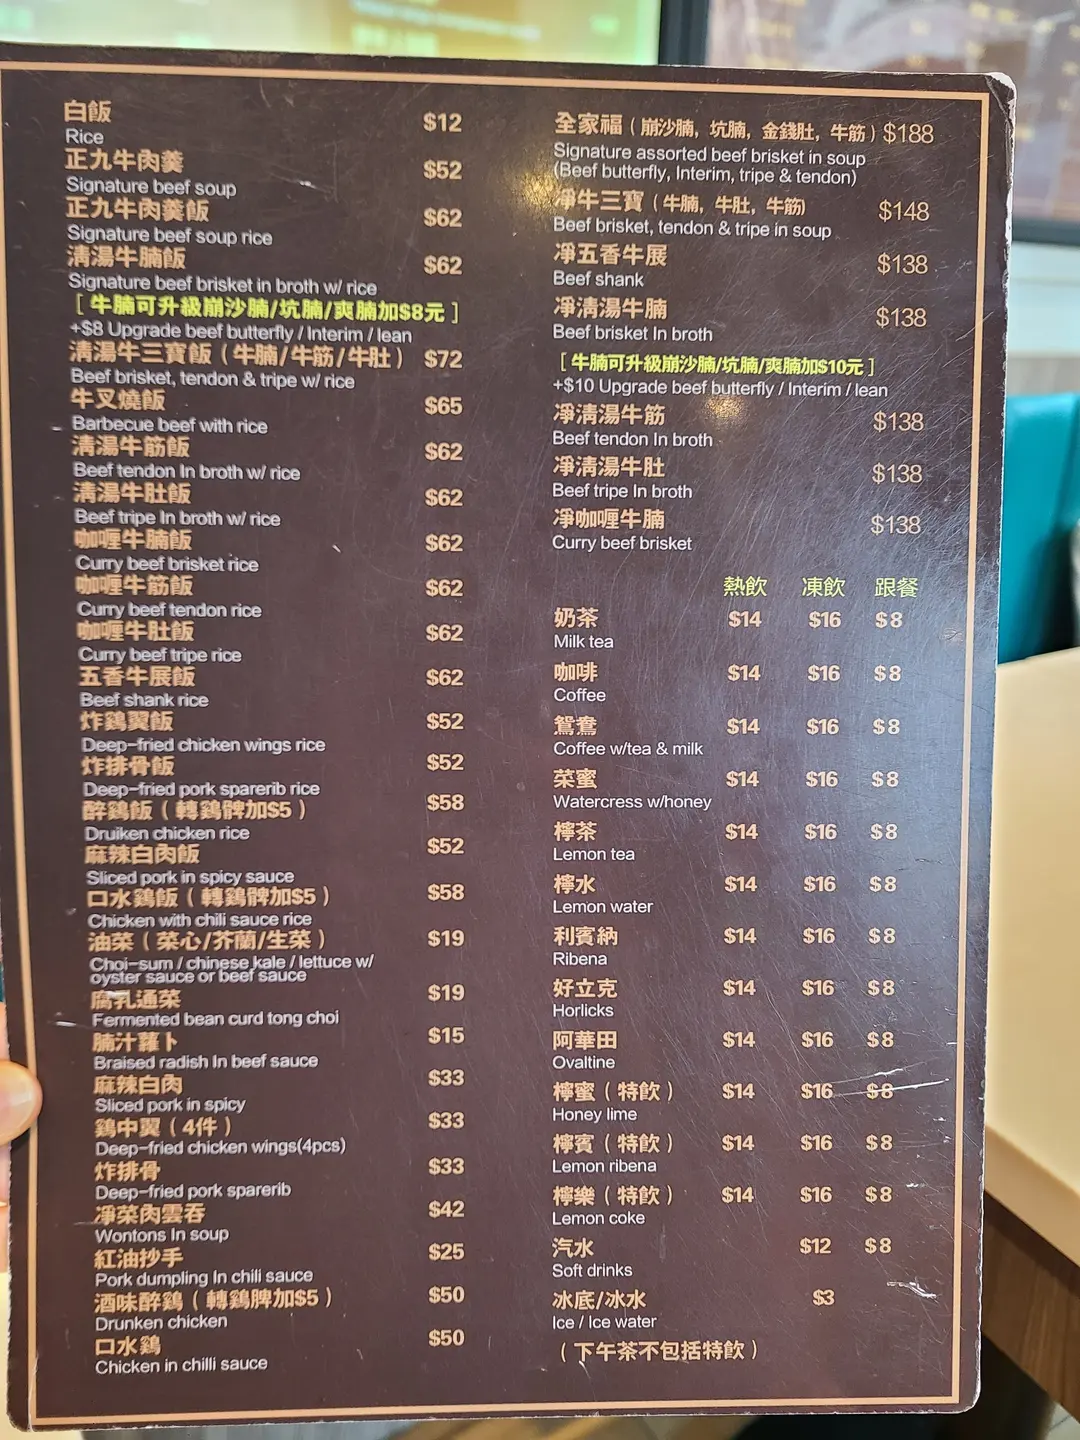 白飯 $12
Rice
正九牛肉羹 $52
Signature beef soup
正九牛肉羹飯 $62
Signature beef soup rice
清湯牛腩飯 $62
Signature beef brisket in broth w/ rice
[ 牛腩可升級崩沙腩/坑腩/爽腩加$8元 ]
+$8 Upgrade beef butterfly / Interim / lean
清湯牛三寶飯 ( 牛腩/牛筋/牛肚 ) $72
Beef brisket, tendon & tripe w/ rice
牛叉燒飯 $65
Barbecue beef with rice
清湯牛筋飯 $62
Beef tendon In broth w/ rice
清湯牛肚飯 $62
Beef tripe In broth w/ rice
咖喱牛腩飯 $62
Curry beef brisket rice
咖喱牛筋飯 $62
Curry beef tendon rice
咖喱牛肚飯 $62
Curry beef tripe rice
五香牛展飯 $62
Beef shank rice
炸鷄翼飯 $52
Deep-fried chicken wings rice
炸排骨飯 $52
Deep-fried pork sparerib rice
醉鷄飯 ( 轉鷄髀加$5 ) $58
Druiken chicken rice
麻辣白肉飯 $52
Sliced pork in spicy sauce
口水鷄飯 ( 轉鷄髀加$5 ) $58
Chicken with chili sauce rice
油菜 ( 菜心/芥蘭/生菜 ) $19
Choi-sum / chinese kale / lettuce w/
oyster sauce or beef sauce
腐乳通菜 $19
Fermented bean curd tong choi
腩汁蘿卜 $15
Braised radish In beef sauce
麻辣白肉 $33
Sliced pork in spicy
鷄中翼 ( 4件 ) $33
Deep-fried chicken wings(4pcs)
炸排骨 $33
Deep-fried pork sparerib
凈菜肉雲吞 $42
Wontons In soup
紅油抄手 $25
Pork dumpling In chili sauce
酒味醉鷄 ( 轉鷄髀加$5 ) $50
Drunken chicken
口水鷄 $50
Chicken in chilli sauce
全家福 ( 崩沙腩, 坑腩, 金錢肚, 牛筋 ) $188
Signature assorted beef brisket in soup
(Beef butterfly, Interim, tripe & tendon)
凈牛三寶 ( 牛腩, 牛肚, 牛筋) $148
Beef brisket, tendon & tripe in soup
凈五香牛展 $138
Beef shank
凈清湯牛腩 $138
Beef brisket In broth
[ 牛腩可升級崩沙腩/坑腩/爽腩加$10元 ]
+$10 Upgrade beef butterfly / Interim / lean
凈清湯牛筋 $138
Beef tendon In broth
凈清湯牛肚 $138
Beef tripe In broth
凈咖喱牛腩 $138
Curry beef brisket
熱飲 凍飲 跟餐
奶茶 $14 $16 $8
Milk tea
咖啡 $14 $16 $8
Coffee
鴛鴦 $14 $16 $8
Coffee w/tea & milk
菜蜜 $14 $16 $8
Watercress w/honey
檸茶 $14 $16 $8
Lemon tea
檸水 $14 $16 $8
Lemon water
利賓納 $14 $16 $8
Ribena
好立克 $14 $16 $8
Horlicks
阿華田 $14 $16 $8
Ovaltine
檸蜜 ( 特飲 ) $14 $16 $8
Honey lime
檸賓 ( 特飲 ) $14 $16 $8
Lemon ribena
檸樂 ( 特飲 ) $14 $16 $8
Lemon coke
汽水 $12 $8
Soft drinks
冰底/冰水 $3
Ice / Ice water
( 下午茶不包括特飲 )